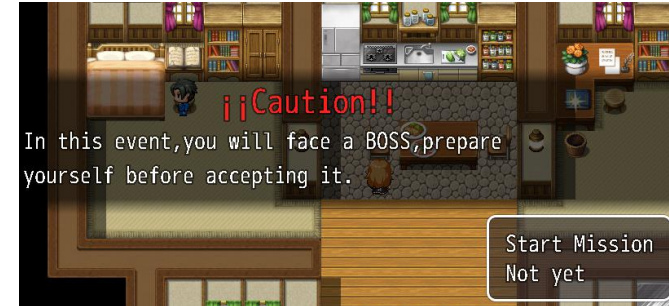 ¡¡Caution!!
In this event,you will face a BOSS,prepare
yourself before accepting it.
Start Mission
Not yet